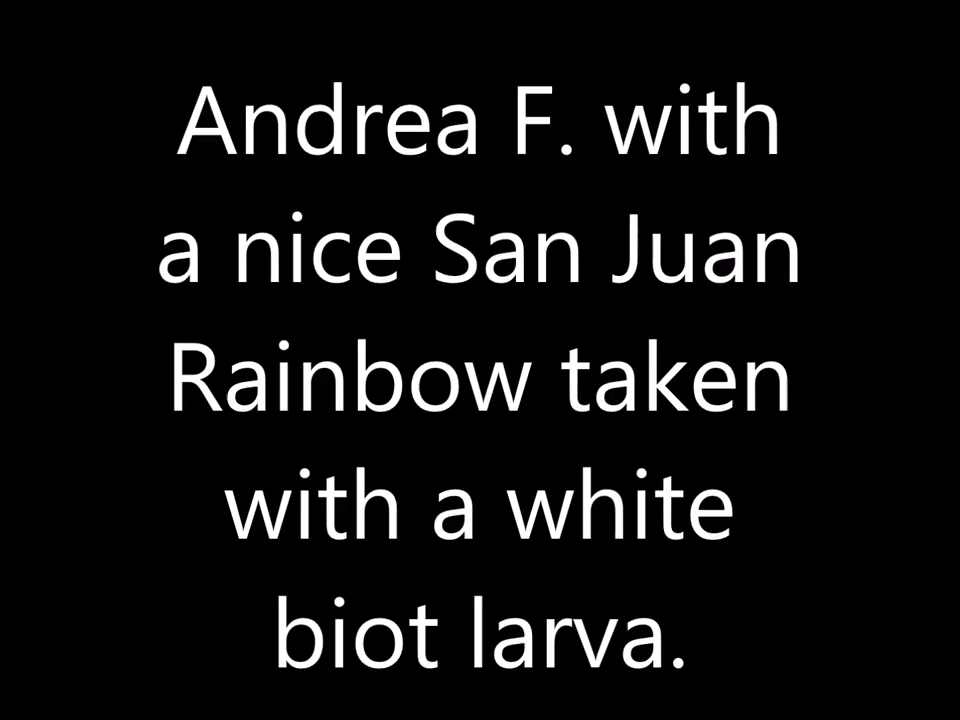 Andrea F. with
a nice San Juan
Rainbow taken
with a white
biot larva.